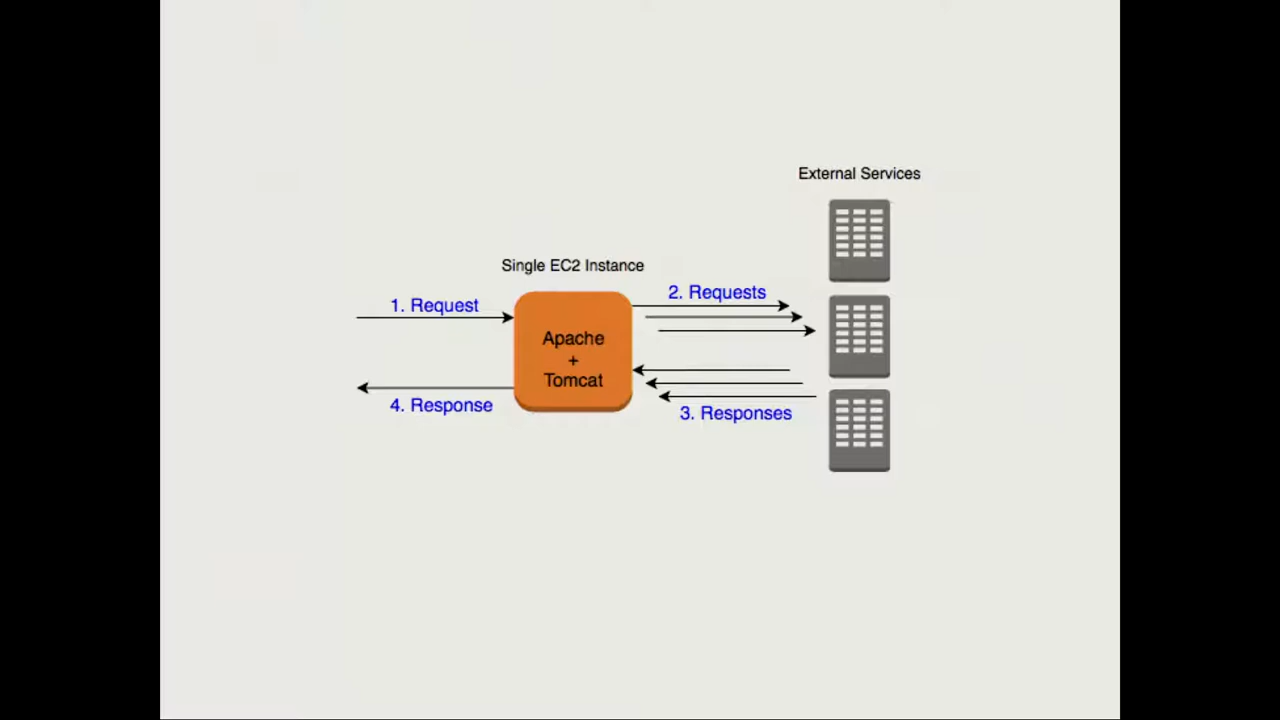 External Services
Single EC2 Instance
1. Request
2. Requests
Apache
+
Tomcat
4. Response
3. Responses